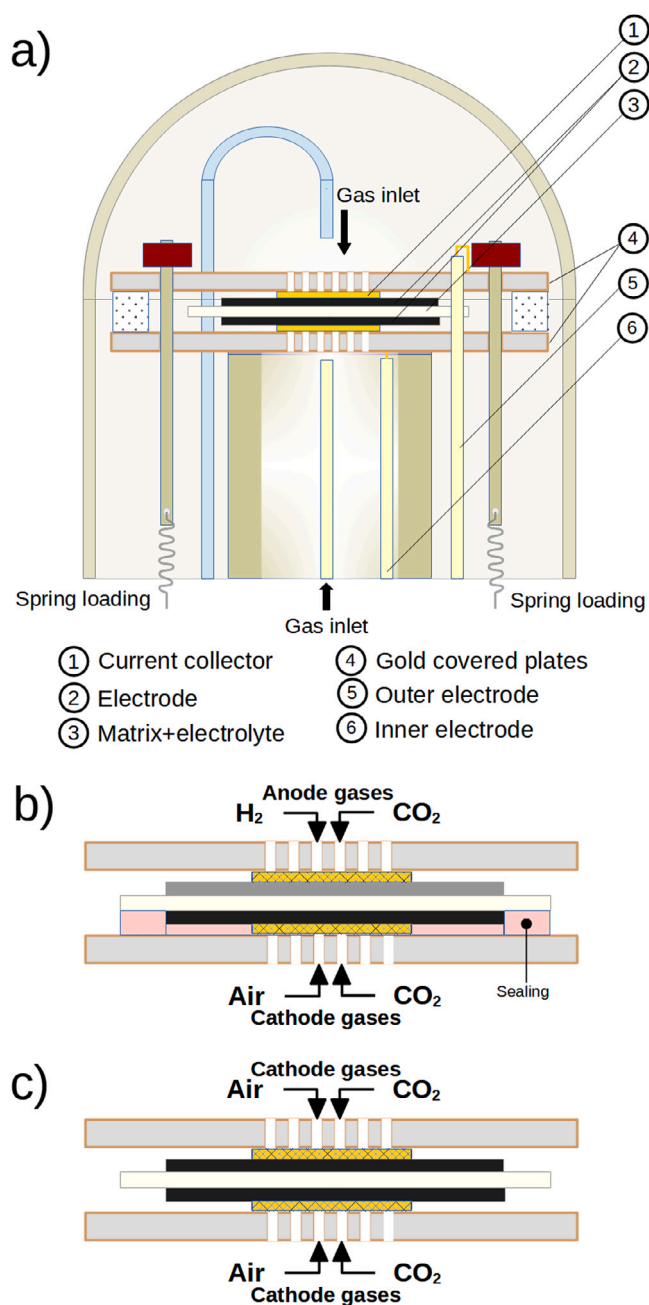 a)
①
②
③
Gas inlet
④
⑤
⑥
Spring loading
Spring loading
Gas inlet
① Current collector
④ Gold covered plates
② Electrode
⑤ Outer electrode
③ Matrix+electrolyte
⑥ Inner electrode
b)
Anode gases
H₂ CO₂
Air CO₂
Sealing
Cathode gases
c)
Cathode gases
Air CO₂
Air CO₂
Cathode gases